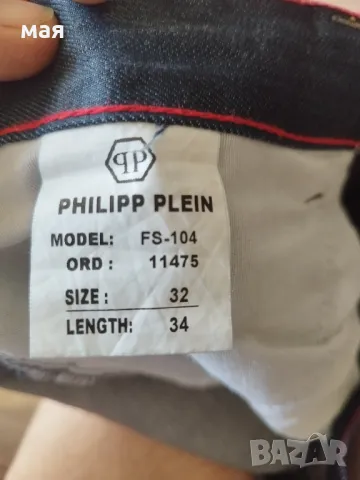 мая
PP
PHILIPP PLEIN
MODEL: FS-104
ORD : 11475
SIZE : 32
LENGTH: 34
BAZAR